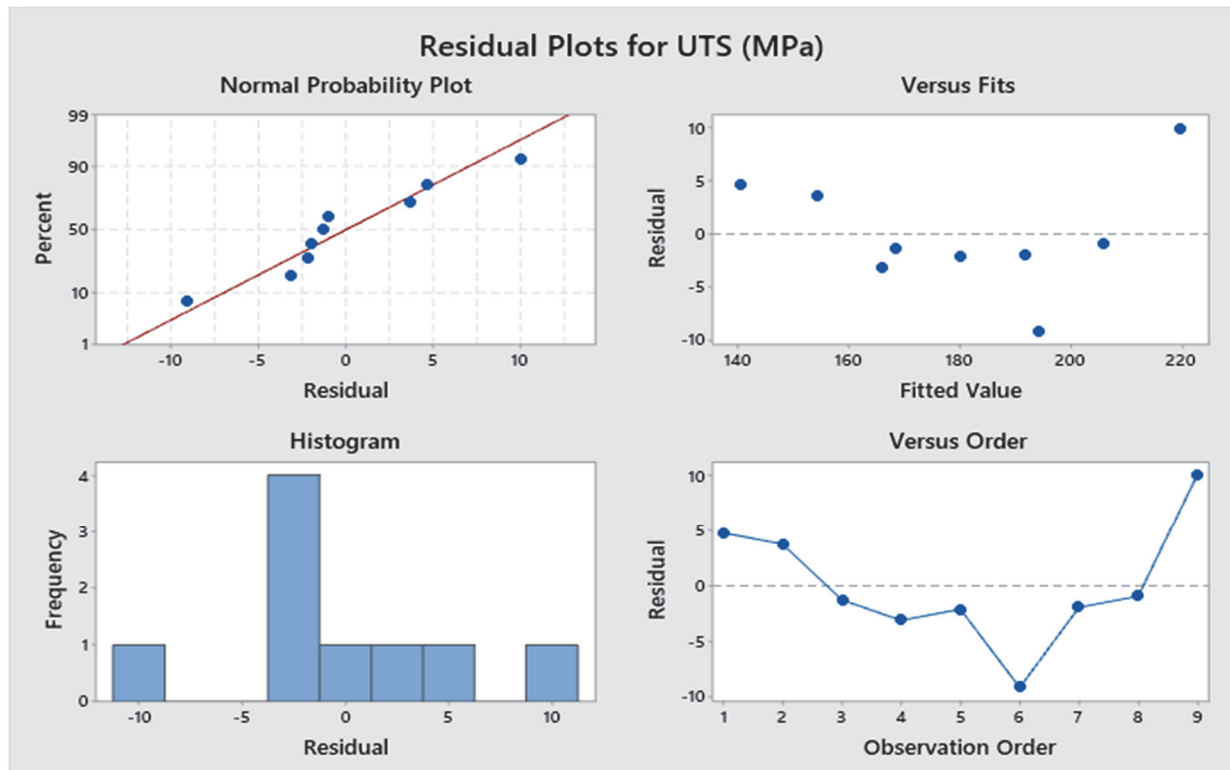 Residual Plots for UTS (MPa)
Normal Probability Plot
Percent
99
90
50
10
1
-10 -5 0 5 10
Residual
Versus Fits
Residual
10
5
0
-5
-10
140 160 180 200 220
Fitted Value
Histogram
Frequency
4
3
2
1
0
-10 -5 0 5 10
Residual
Versus Order
Residual
10
5
0
-5
-10
1 2 3 4 5 6 7 8 9
Observation Order